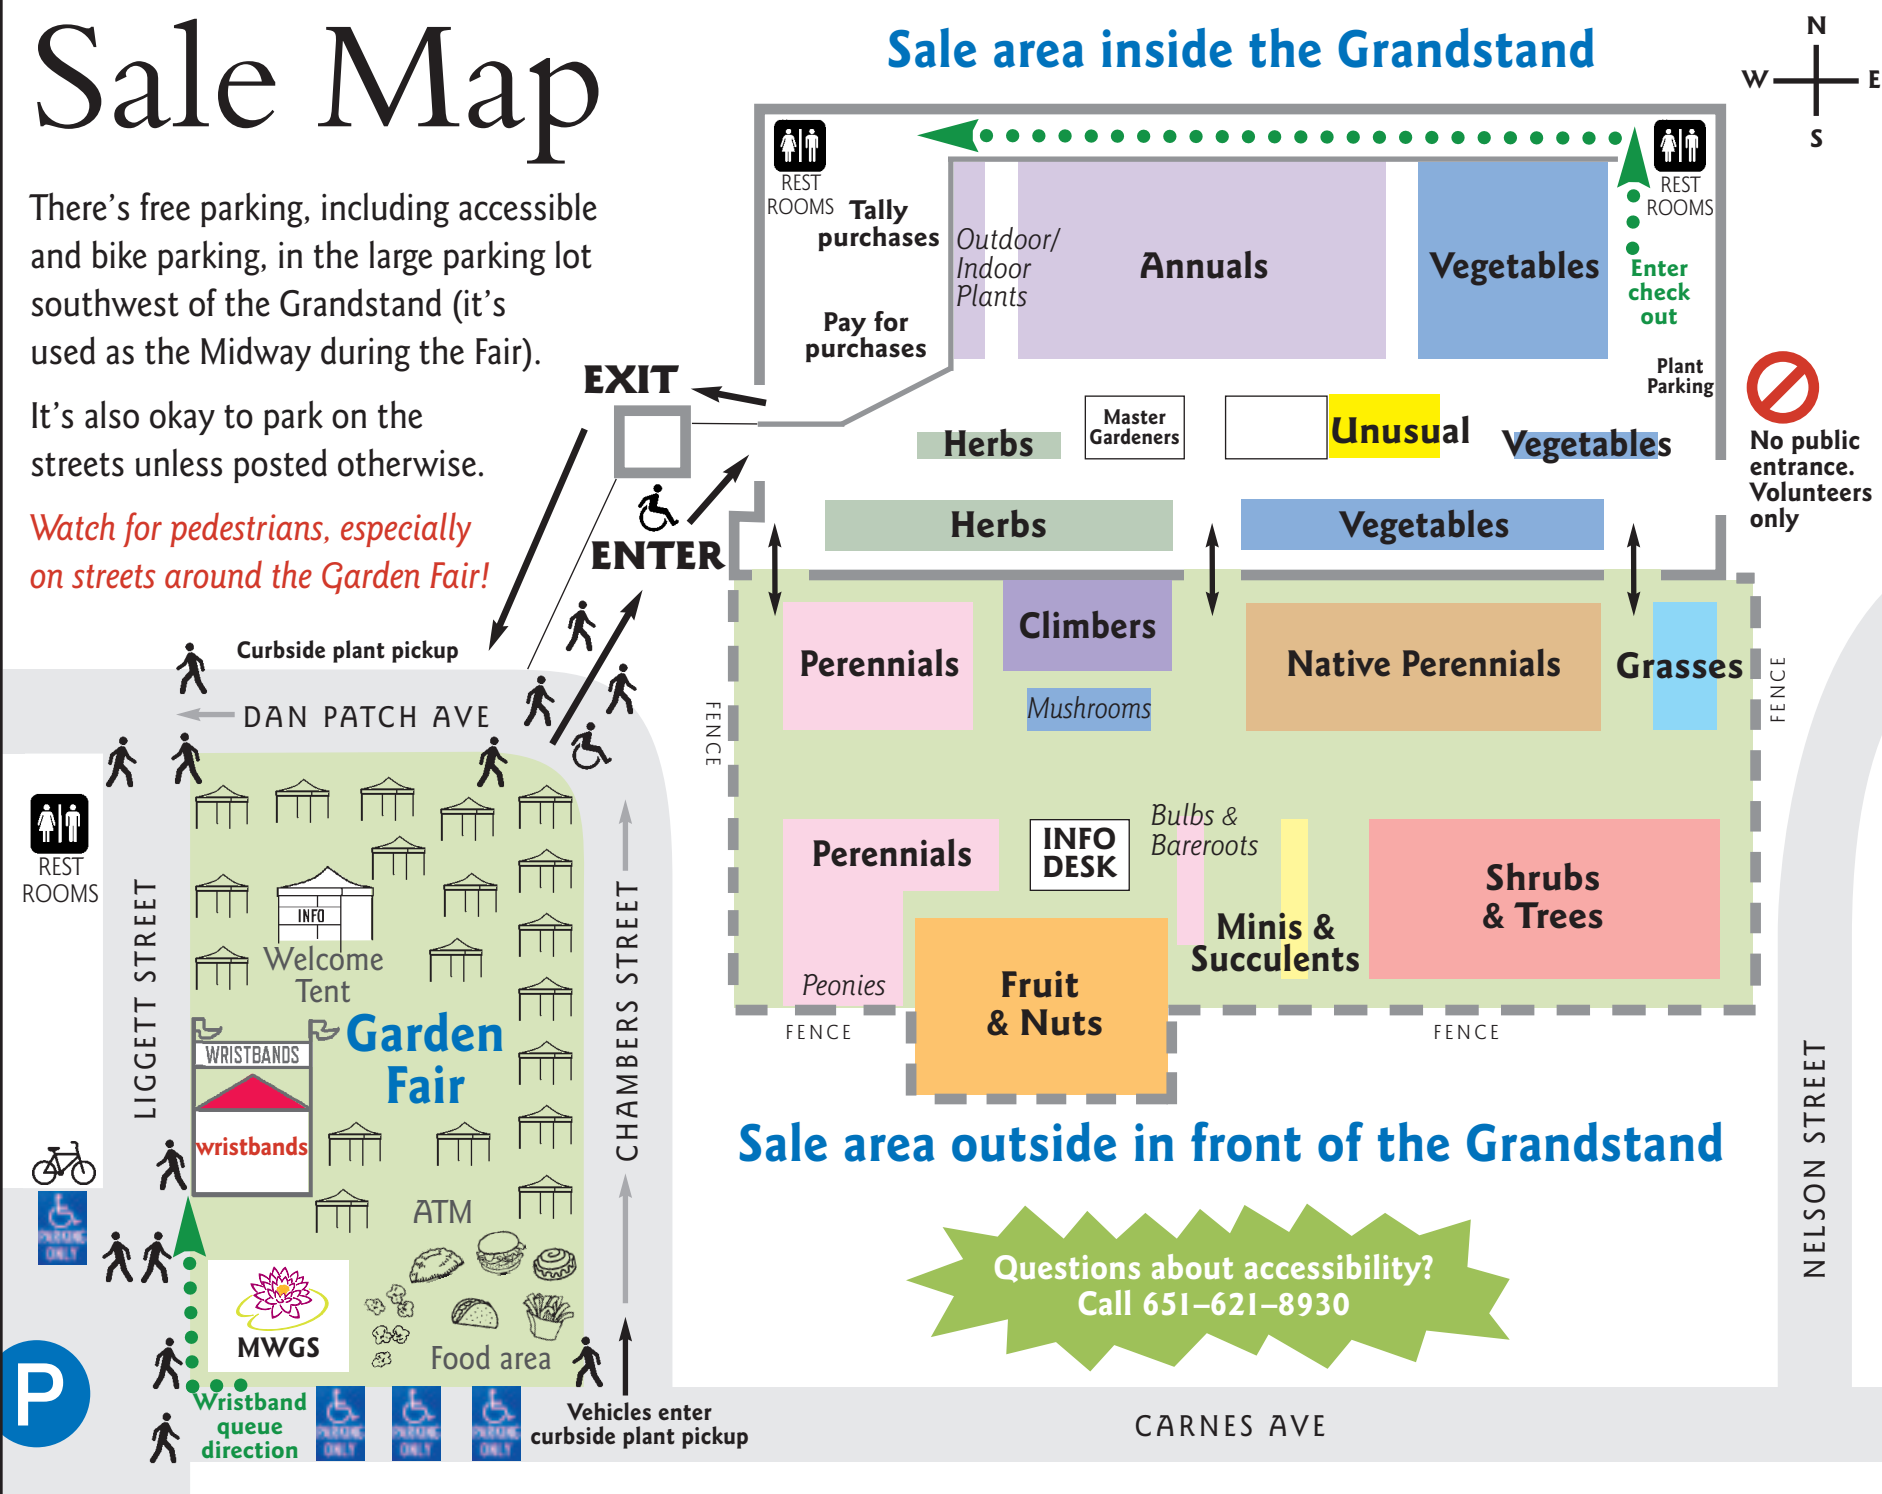 Sale Map
There's free parking, including accessible
and bike parking, in the large parking lot
southwest of the Grandstand (it's
used as the Midway during the Fair).
It's also okay to park on the
streets unless posted otherwise.
Watch for pedestrians, especially
on streets around the Garden Fair!
Sale area inside the Grandstand
N
W
E
S
REST
ROOMS
Tally
purchases
Pay for
purchases
Outdoor/
Indoor
Plants
Annuals
Vegetables
REST
ROOMS
Enter
check
out
Plant
Parking
EXIT
ENTER
Herbs
Master
Gardeners
Unusual
Vegetables
No public
entrance.
Volunteers
only
Herbs
Vegetables
Perennials
Climbers
Mushrooms
Native Perennials
Grasses
FENCE
FENCE
Perennials
INFO
DESK
Bulbs &
Bareroots
Minis &
Succulents
Shrubs
& Trees
Peonies
Fruit
& Nuts
FENCE
FENCE
Sale area outside in front of the Grandstand
Questions about accessibility?
Call 651–621–8930
Curbside plant pickup
DAN PATCH AVE
REST
ROOMS
LIGGETT STREET
CHAMBERS STREET
NELSON STREET
INFO
Welcome
Tent
Garden
Fair
WRISTBANDS
wristbands
ATM
PARKING
ONLY
MWGS
Food area
P
Wristband
queue
direction
PARKING
ONLY
PARKING
ONLY
PARKING
ONLY
Vehicles enter
curbside plant pickup
CARNES AVE